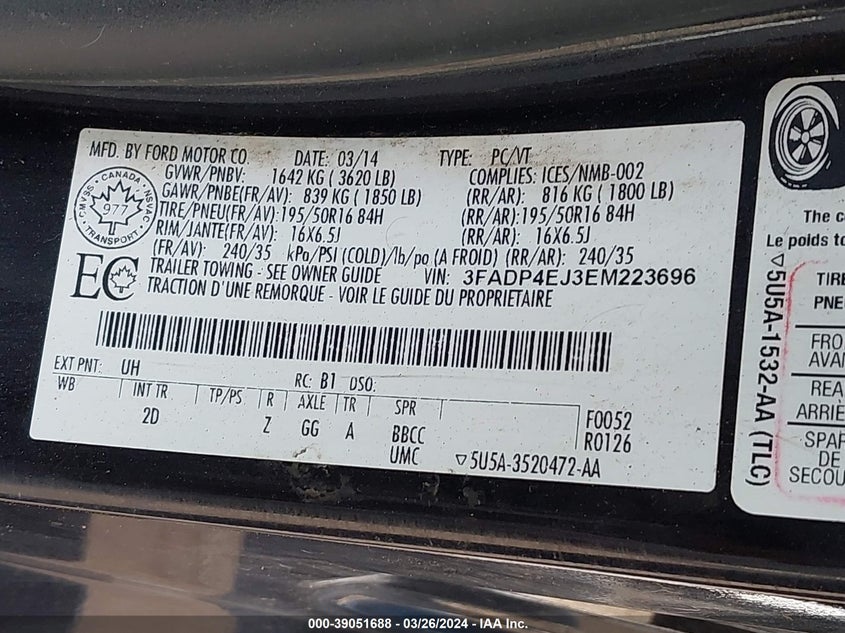 MFD. BY FORD MOTOR CO. DATE: 03/14 TYPE: PC/VT
GVWR/PNBV: 1642 KG ( 3620 LB) COMPLIES: ICES/NMB-002
GAWR/PNBE(FR/AV): 839 KG ( 1850 LB) (RR/AR): 816 KG ( 1800 LB)
TIRE/PNEU(FR/AV):195/50R16 84H (RR/AR):195/50R16 84H
RIM/JANTE(FR/AV): 16X6.5J (RR/AR): 16X6.5J
(FR/AV): 240/35 kPa/PSI (COLD)/lb/po (A FROID) (RR/AR): 240/35
TRAILER TOWING - SEE OWNER GUIDE VIN: 3FADP4EJ3EM223696
TRACTION D'UNE REMORQUE - VOIR LE GUIDE DU PROPRIETAIRE
CMVSS · CANADA · NSVAC
977
TRANSPORT
EC
EXT PNT: UH RC: B1 DSO:
WB INT TR TP/PS R AXLE TR SPR
2D Z GG A BBCC
UMC
F0052
R0126
▽5U5A-3520472-AA
▽5U5A-1532-AA (TLC)
The c
Le poids to
TIRE
PNE
FRO
AVAN
REA
ARRIE
SPAR
DE
SECOU
000-39051688 - 03/26/2024 - IAA Inc.